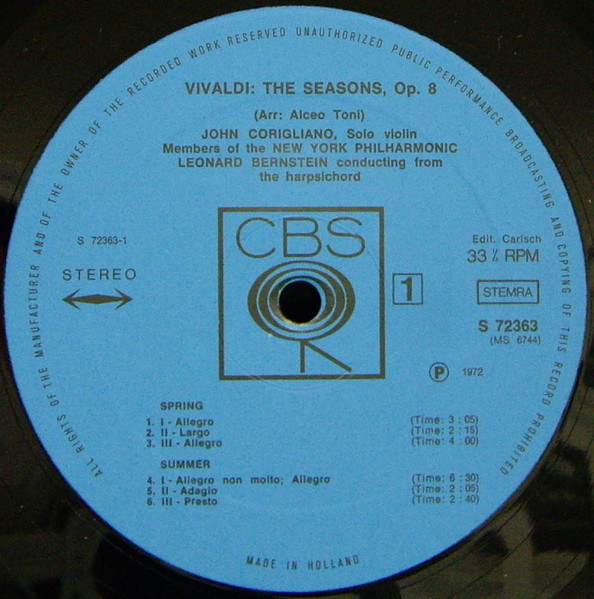 ALL RIGHTS OF THE MANUFACTURER AND OF THE OWNER OF THE RECORDED WORK RESERVED UNAUTHORIZED PUBLIC PERFORMANCE BROADCASTING AND COPYING OF THIS RECORD PROHIBITED
VIVALDI: THE SEASONS, Op. 8
(Arr: Alceo Toni)
JOHN CORIGLIANO, Solo violin
Members of the NEW YORK PHILHARMONIC
LEONARD BERNSTEIN conducting from
the harpsichord
CBS
S 72363-1
STEREO
1
Edit. Carisch
33 ⅓ RPM
STEMRA
S 72363
(MS 6744)
Ⓟ 1972
SPRING
1. I - Allegro (Time: 3 : 05)
2. II - Largo (Time: 2 : 15)
3. III - Allegro (Time: 4 : 00)
SUMMER
4. I - Allegro non molto; Allegro (Time: 6 : 30)
5. II - Adagio (Time: 2 : 05)
6. III - Presto (Time: 2 : 40)
MADE IN HOLLAND